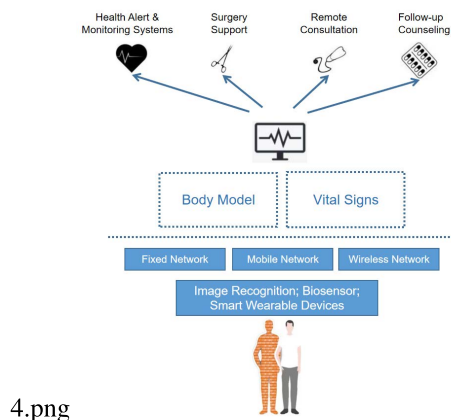 Health Alert &
Monitoring Systems
Surgery
Support
Remote
Consultation
Follow-up
Counseling
Body Model
Vital Signs
Fixed Network
Mobile Network
Wireless Network
Image Recognition; Biosensor;
Smart Wearable Devices
4.png